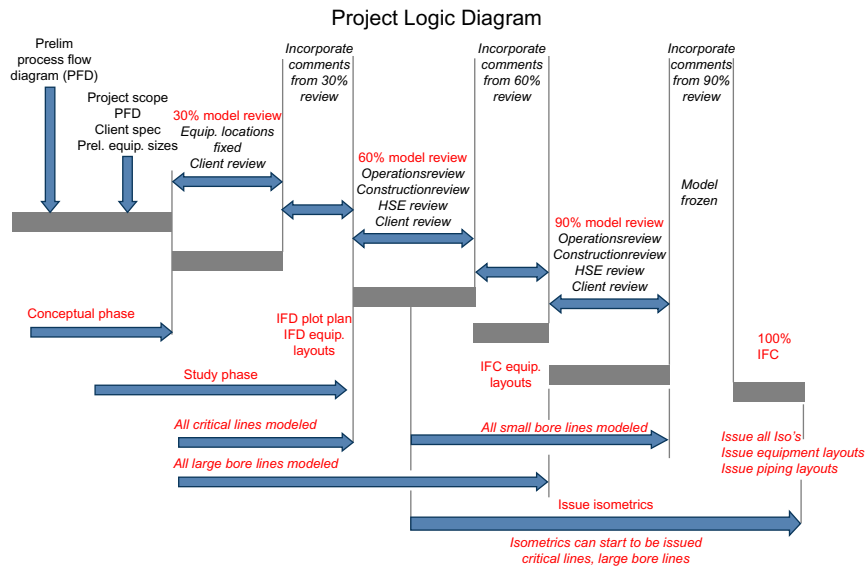 Project Logic Diagram
Prelim
process flow
diagram (PFD)
Project scope
PFD
Client spec
Prel. equip. sizes
30% model review
Equip. locations
fixed
Client review
Incorporate
comments
from 30%
review
60% model review
Operationsreview
Constructionreview
HSE review
Client review
Incorporate
comments
from 60%
review
90% model review
Operationsreview
Constructionreview
HSE review
Client review
Incorporate
comments
from 90%
review
Model
frozen
Conceptual phase
IFD plot plan
IFD equip.
layouts
IFC equip.
layouts
100%
IFC
Study phase
All critical lines modeled
All small bore lines modeled
Issue all Iso's
Issue equipment layouts
Issue piping layouts
All large bore lines modeled
Issue isometrics
Isometrics can start to be issued
critical lines, large bore lines